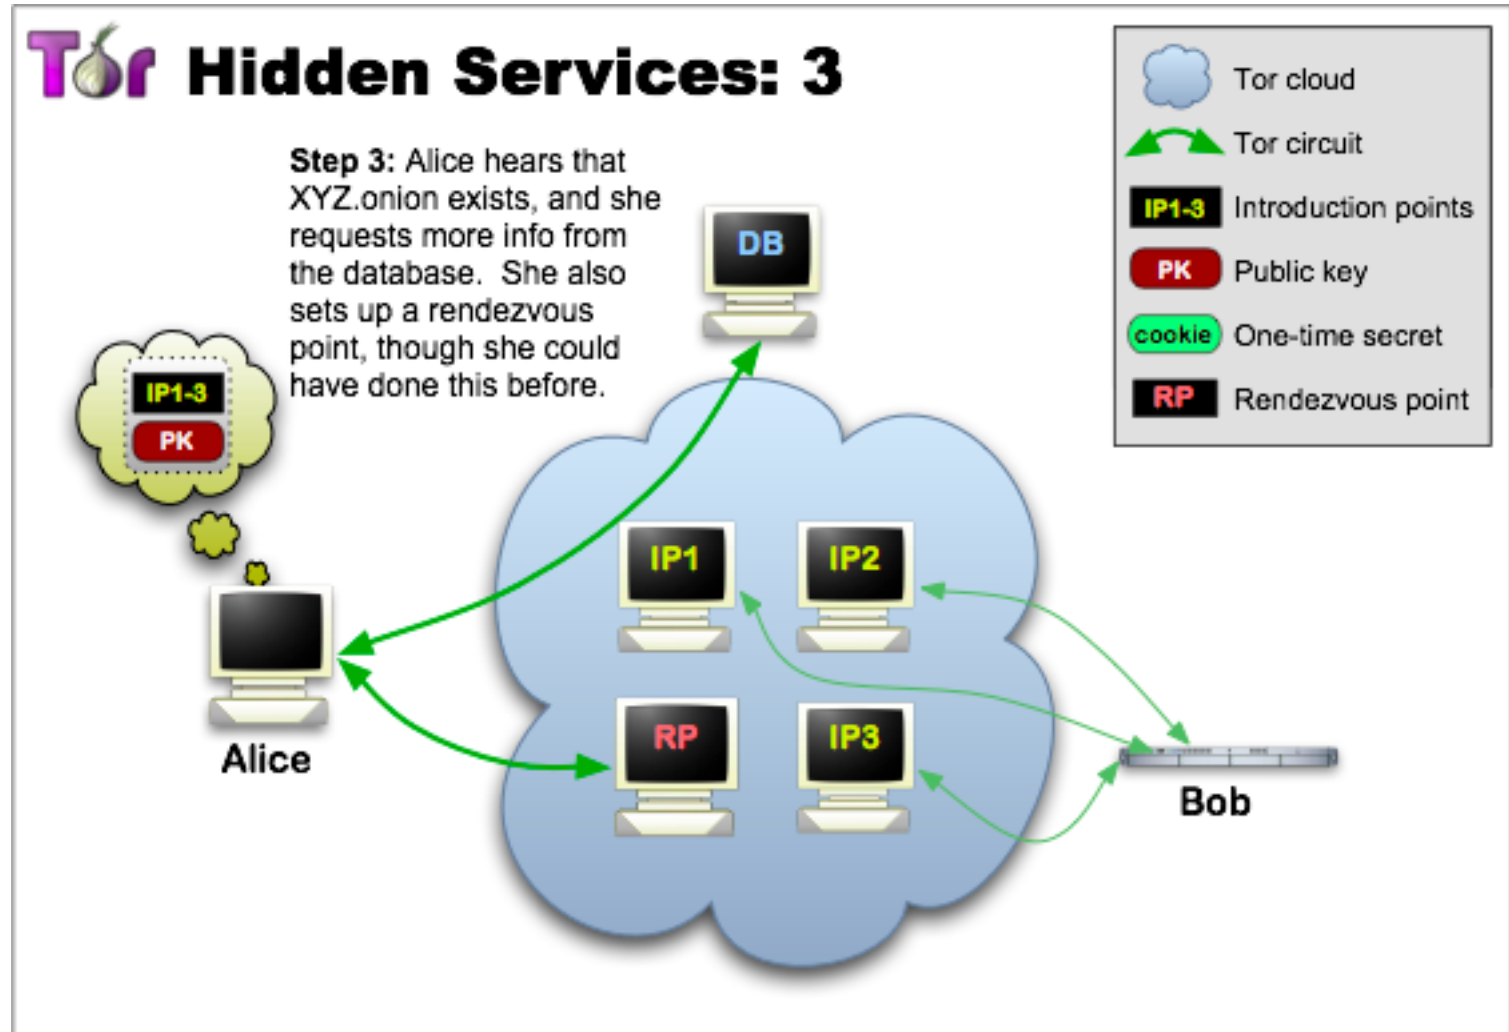 Tor Hidden Services: 3
Step 3: Alice hears that
XYZ.onion exists, and she
requests more info from
the database. She also
sets up a rendezvous
point, though she could
have done this before.
Tor cloud
Tor circuit
IP1-3 Introduction points
PK Public key
cookie One-time secret
RP Rendezvous point
DB
IP1-3
PK
IP1
IP2
RP
IP3
Alice
Bob